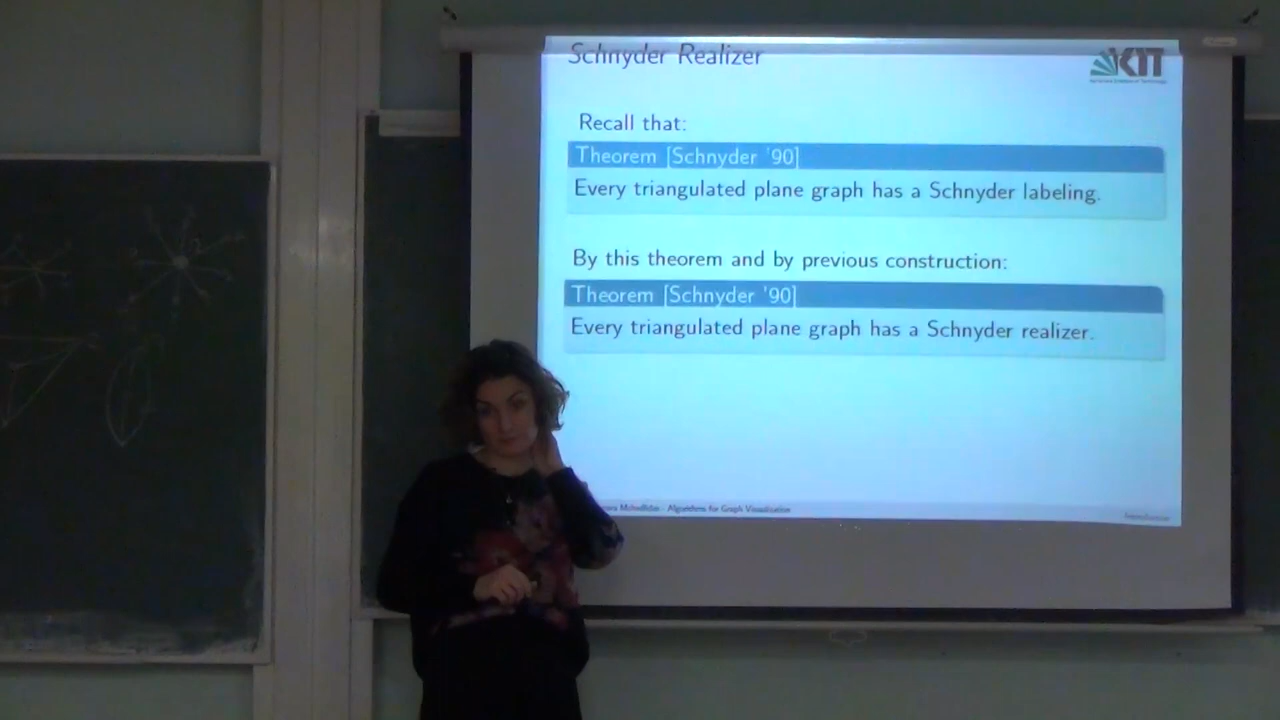 Schnyder Realizer
KIT
Recall that:
Theorem [Schnyder '90]
Every triangulated plane graph has a Schnyder labeling.
By this theorem and by previous construction:
Theorem [Schnyder '90]
Every triangulated plane graph has a Schnyder realizer.
Algorithms for Graph Visualization